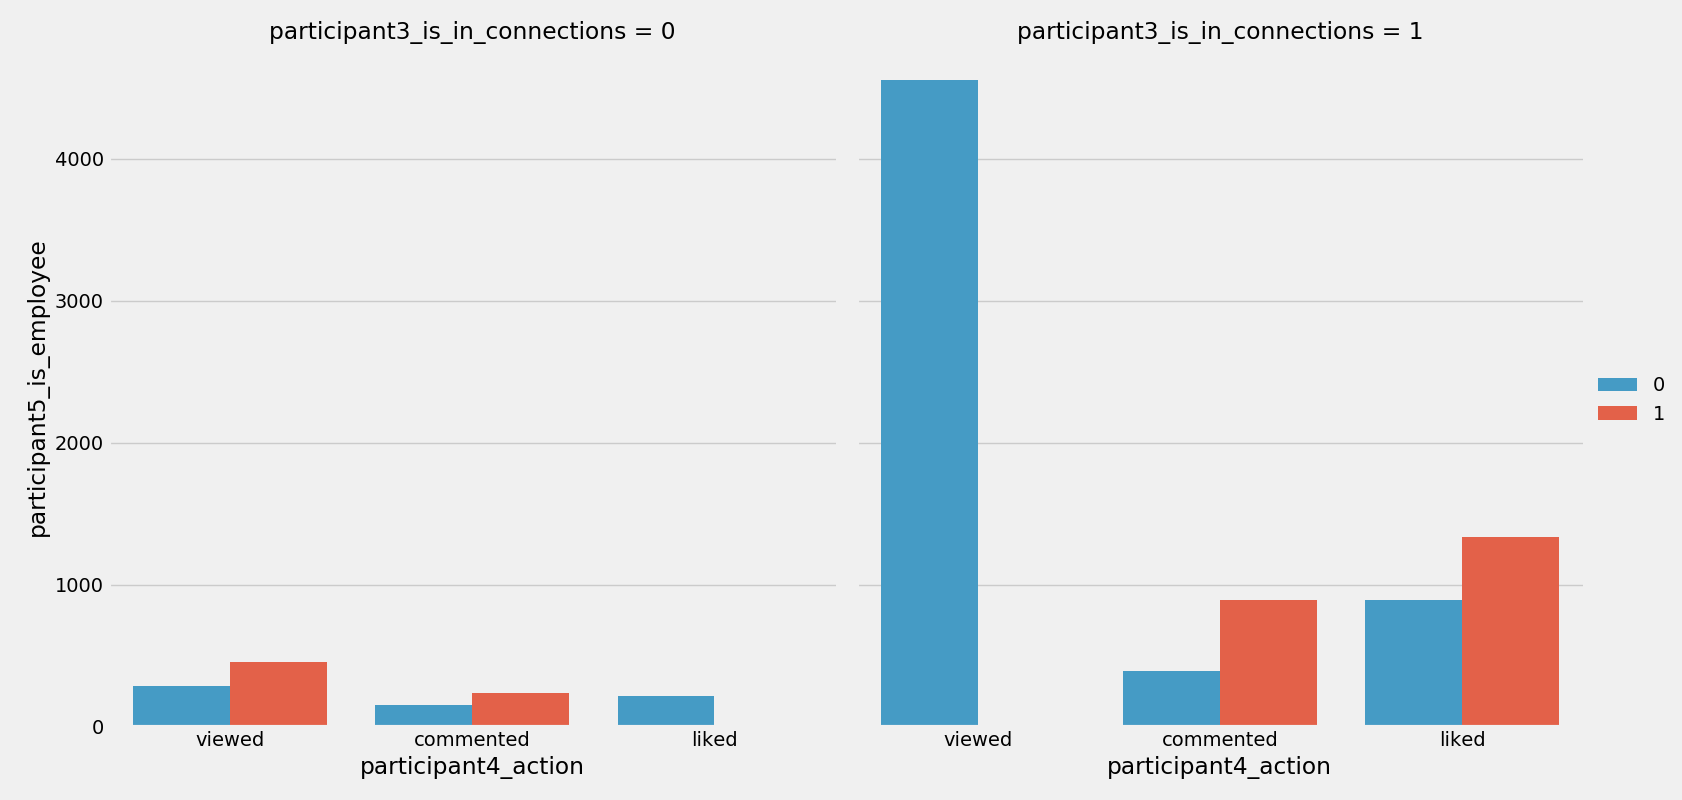 participant3_is_in_connections = 0
participant3_is_in_connections = 1
participant5_is_employee
4000
3000
2000
1000
0
viewed
commented
liked
participant4_action
viewed
commented
liked
participant4_action
0
1